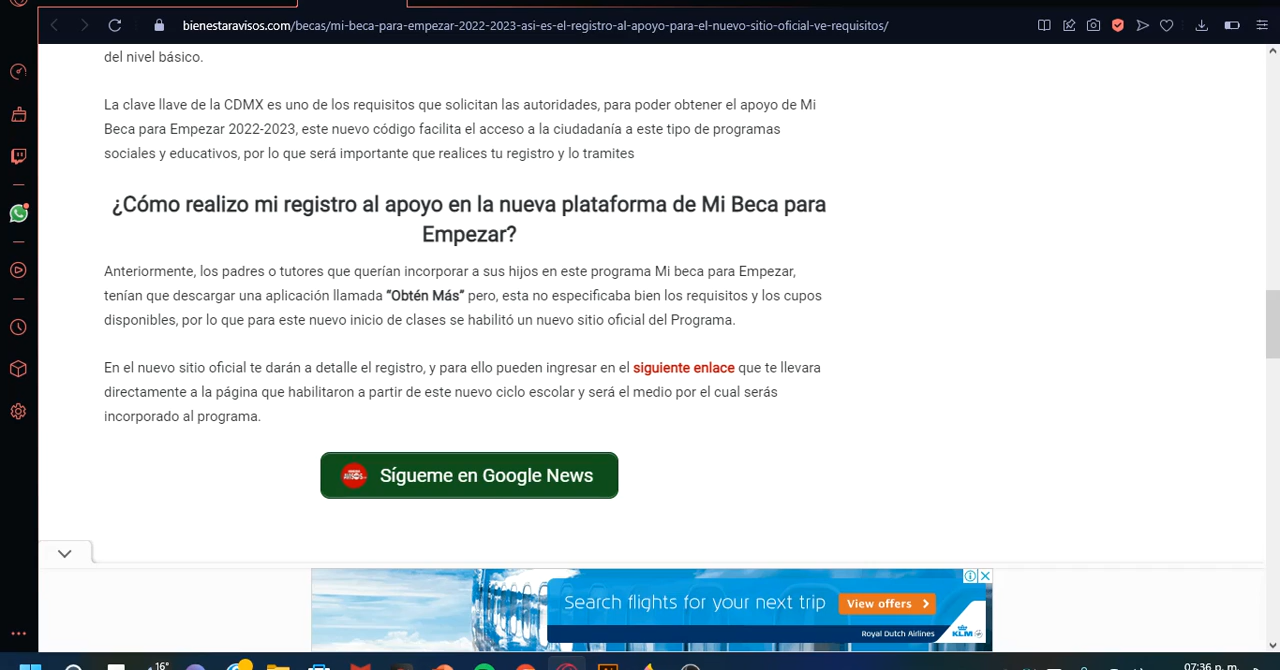 bienestaravisos.com/becas/mi-beca-para-empezar-2022-2023-asi-es-el-registro-al-apoyo-para-el-nuevo-sitio-oficial-ve-requisitos/
del nivel básico.
La clave llave de la CDMX es uno de los requisitos que solicitan las autoridades, para poder obtener el apoyo de Mi
Beca para Empezar 2022-2023, este nuevo código facilita el acceso a la ciudadanía a este tipo de programas
sociales y educativos, por lo que será importante que realices tu registro y lo tramites
¿Cómo realizo mi registro al apoyo en la nueva plataforma de Mi Beca para
Empezar?
Anteriormente, los padres o tutores que querían incorporar a sus hijos en este programa Mi beca para Empezar,
tenían que descargar una aplicación llamada “Obtén Más” pero, esta no especificaba bien los requisitos y los cupos
disponibles, por lo que para este nuevo inicio de clases se habilitó un nuevo sitio oficial del Programa.
En el nuevo sitio oficial te darán a detalle el registro, y para ello pueden ingresar en el siguiente enlace que te llevara
directamente a la página que habilitaron a partir de este nuevo ciclo escolar y será el medio por el cual serás
incorporado al programa.
Sígueme en Google News
Search flights for your next trip
View offers
Royal Dutch Airlines
KLM
16°
07:36 p. m.